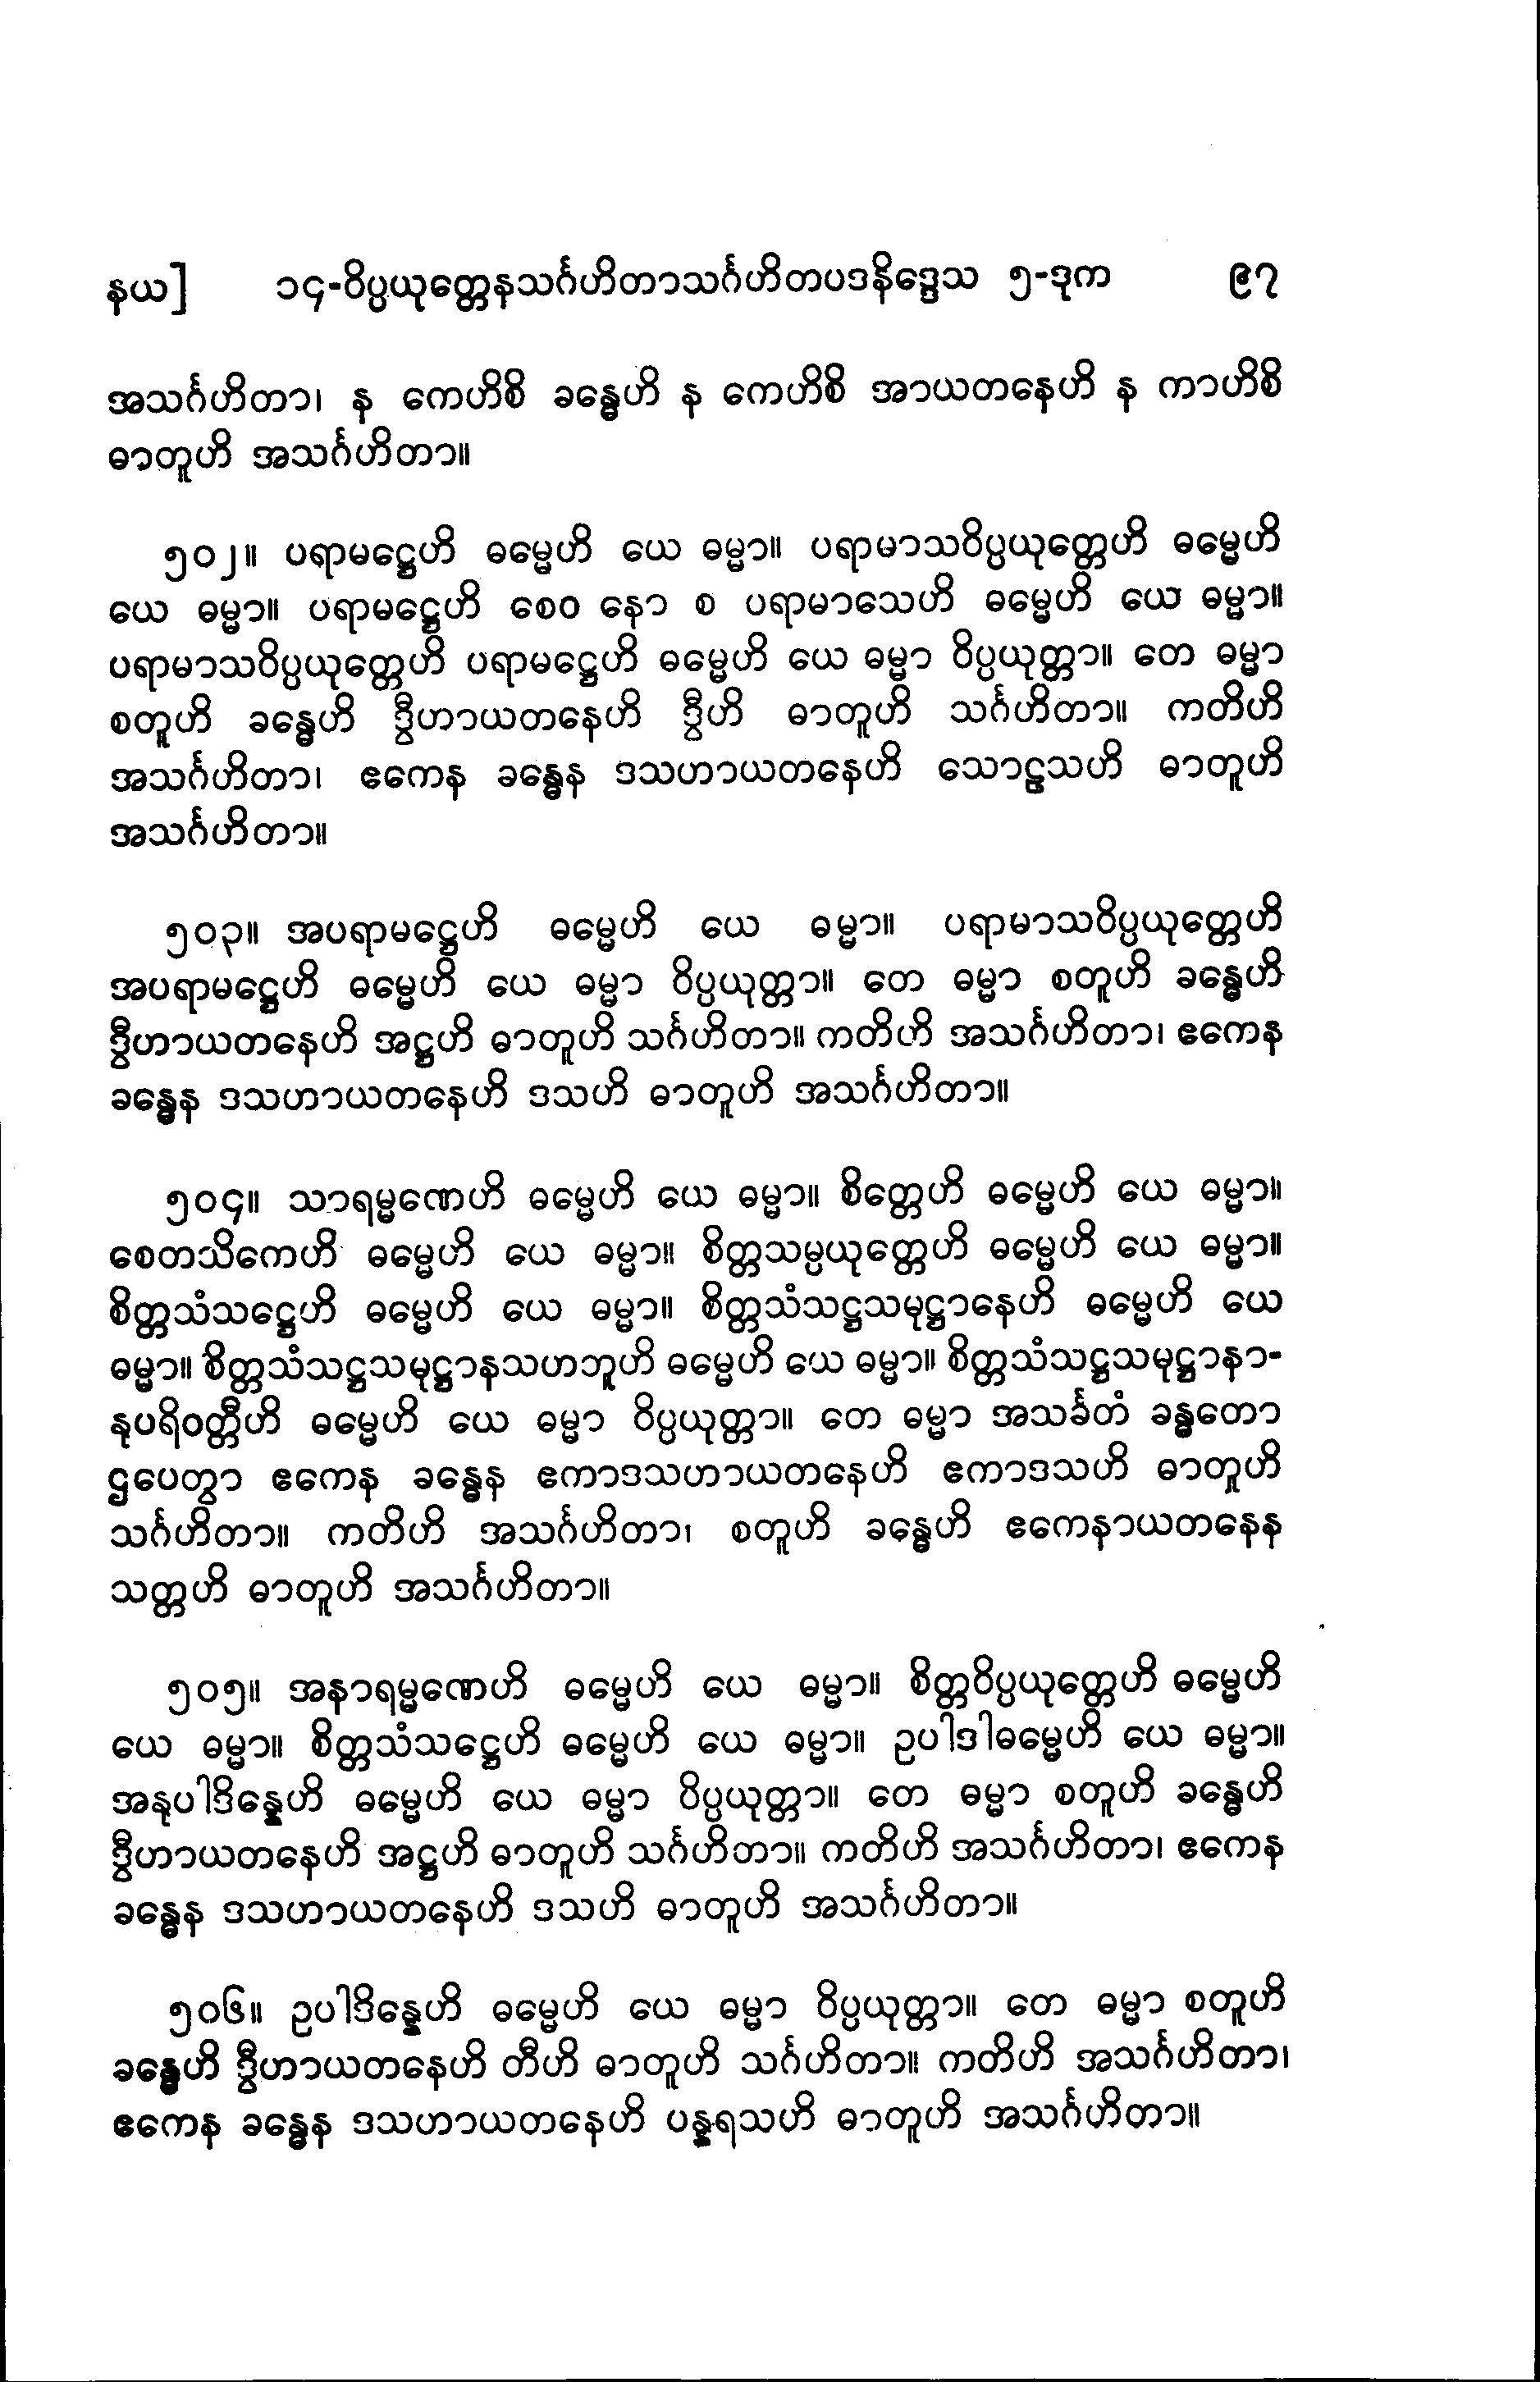 နယ] ၁၄-ဝိပ္ပယုတ္တေနသင်္ဂဟိတာသင်္ဂဟိတပဒနိဒ္ဒေသ ၅-ဒုက ၉၇
အသင်္ဂဟိတာ၊ န ကေဟိစိ ခန္ဓေဟိ န ကေဟိစိ အာယတနေဟိ န ကာဟိစိ
ဓာတူဟိ အသင်္ဂဟိတာ။
၅၀၂။ ပရာမဋ္ဌေဟိ ဓမ္မေဟိ ယေ ဓမ္မာ။ ပရာမာသဝိပ္ပယုတ္တေဟိ ဓမ္မေဟိ
ယေ ဓမ္မာ။ ပရာမဋ္ဌေဟိ စေဝ နော စ ပရာမာသေဟိ ဓမ္မေဟိ ယေ ဓမ္မာ။
ပရာမာသဝိပ္ပယုတ္တေဟိ ပရာမဋ္ဌေဟိ ဓမ္မေဟိ ယေ ဓမ္မာ ဝိပ္ပယုတ္တာ။ တေ ဓမ္မာ
စတူဟိ ခန္ဓေဟိ ဒွီဟာယတနေဟိ ဒွီဟိ ဓာတူဟိ သင်္ဂဟိတာ။ ကတိဟိ
အသင်္ဂဟိတာ၊ ဧကေန ခန္ဓေန ဒသဟာယတနေဟိ သောဠသဟိ ဓာတူဟိ
အသင်္ဂဟိတာ။
၅၀၃။ အပရာမဋ္ဌေဟိ ဓမ္မေဟိ ယေ ဓမ္မာ။ ပရာမာသဝိပ္ပယုတ္တေဟိ
အပရာမဋ္ဌေဟိ ဓမ္မေဟိ ယေ ဓမ္မာ ဝိပ္ပယုတ္တာ။ တေ ဓမ္မာ စတူဟိ ခန္ဓေဟိ
ဒွီဟာယတနေဟိ အဋ္ဌဟိ ဓာတူဟိ သင်္ဂဟိတာ။ ကတိဟိ အသင်္ဂဟိတာ၊ ဧကေန
ခန္ဓေန ဒသဟာယတနေဟိ ဒသဟိ ဓာတူဟိ အသင်္ဂဟိတာ။
၅၀၄။ သာရမ္မဏေဟိ ဓမ္မေဟိ ယေ ဓမ္မာ။ စိတ္တေဟိ ဓမ္မေဟိ ယေ ဓမ္မာ။
စေတသိကေဟိ ဓမ္မေဟိ ယေ ဓမ္မာ။ စိတ္တသမ္ပယုတ္တေဟိ ဓမ္မေဟိ ယေ ဓမ္မာ။
စိတ္တသံသဋ္ဌေဟိ ဓမ္မေဟိ ယေ ဓမ္မာ။ စိတ္တသံသဋ္ဌသမုဋ္ဌာနေဟိ ဓမ္မေဟိ ယေ
ဓမ္မာ။ စိတ္တသံသဋ္ဌသမုဋ္ဌာနသဟဘူဟိ ဓမ္မေဟိ ယေ ဓမ္မာ။ စိတ္တသံသဋ္ဌသမုဋ္ဌာနာ-
နုပရိဝတ္တီဟိ ဓမ္မေဟိ ယေ ဓမ္မာ ဝိပ္ပယုတ္တာ။ တေ ဓမ္မာ အသင်္ခတံ ခန္ဓတော
ဌပေတွာ ဧကေန ခန္ဓေန ဧကာဒသဟာယတနေဟိ ဧကာဒသဟိ ဓာတူဟိ
သင်္ဂဟိတာ။ ကတိဟိ အသင်္ဂဟိတာ၊ စတူဟိ ခန္ဓေဟိ ဧကေနာယတနေန
သတ္တဟိ ဓာတူဟိ အသင်္ဂဟိတာ။
၅၀၅။ အနာရမ္မဏေဟိ ဓမ္မေဟိ ယေ ဓမ္မာ။ စိတ္တဝိပ္ပယုတ္တေဟိ ဓမ္မေဟိ
ယေ ဓမ္မာ။ စိတ္တသံသဋ္ဌေဟိ ဓမ္မေဟိ ယေ ဓမ္မာ။ ဥပါဒါဓမ္မေဟိ ယေ ဓမ္မာ။
အနုပါဒိန္နေဟိ ဓမ္မေဟိ ယေ ဓမ္မာ ဝိပ္ပယုတ္တာ။ တေ ဓမ္မာ စတူဟိ ခန္ဓေဟိ
ဒွီဟာယတနေဟိ အဋ္ဌဟိ ဓာတူဟိ သင်္ဂဟိတာ။ ကတိဟိ အသင်္ဂဟိတာ၊ ဧကေန
ခန္ဓေန ဒသဟာယတနေဟိ ဒသဟိ ဓာတူဟိ အသင်္ဂဟိတာ။
၅၀၆။ ဥပါဒိန္နေဟိ ဓမ္မေဟိ ယေ ဓမ္မာ ဝိပ္ပယုတ္တာ။ တေ ဓမ္မာ စတူဟိ
ခန္ဓေဟိ ဒွီဟာယတနေဟိ တီဟိ ဓာတူဟိ သင်္ဂဟိတာ။ ကတိဟိ အသင်္ဂဟိတာ၊
ဧကေန ခန္ဓေန ဒသဟာယတနေဟိ ပန္နရသဟိ ဓာတူဟိ အသင်္ဂဟိတာ။